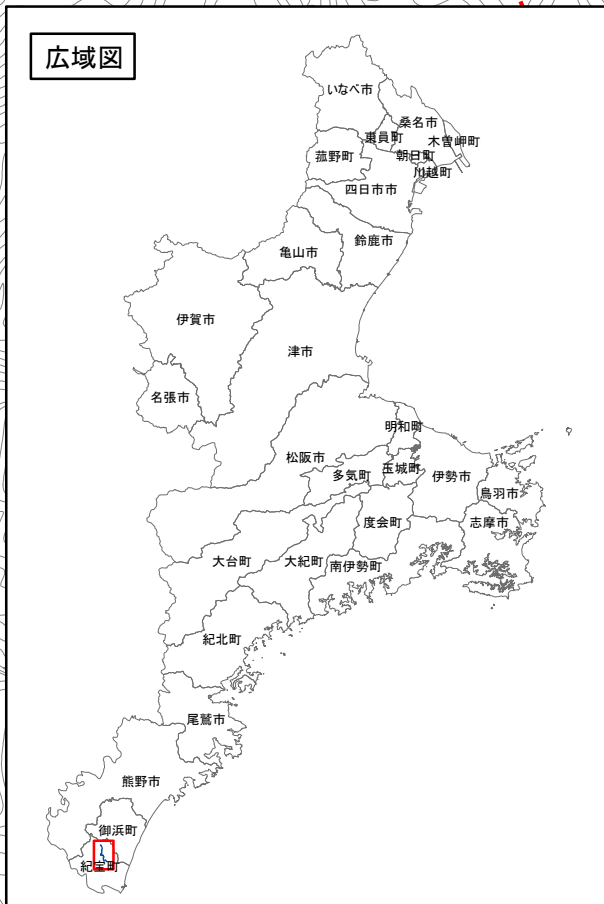 広域図
いなべ市
桑名市
東員町
木曽岬町
朝日町
菰野町
川越町
四日市市
鈴鹿市
亀山市
伊賀市
津市
名張市
明和町
松阪市
玉城町
多気町
伊勢市
鳥羽市
度会町
志摩市
大台町
大紀町
南伊勢町
紀北町
尾鷲市
熊野市
御浜町
紀宝町